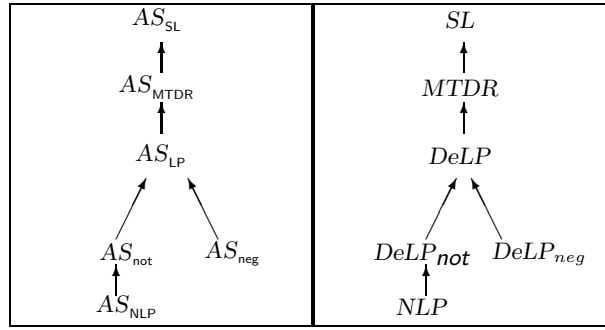 AS_SL
AS_MTDR
AS_LP
AS_not AS_neg
AS_NLP
SL
MTDR
DeLP
DeLP_not DeLP_neg
NLP